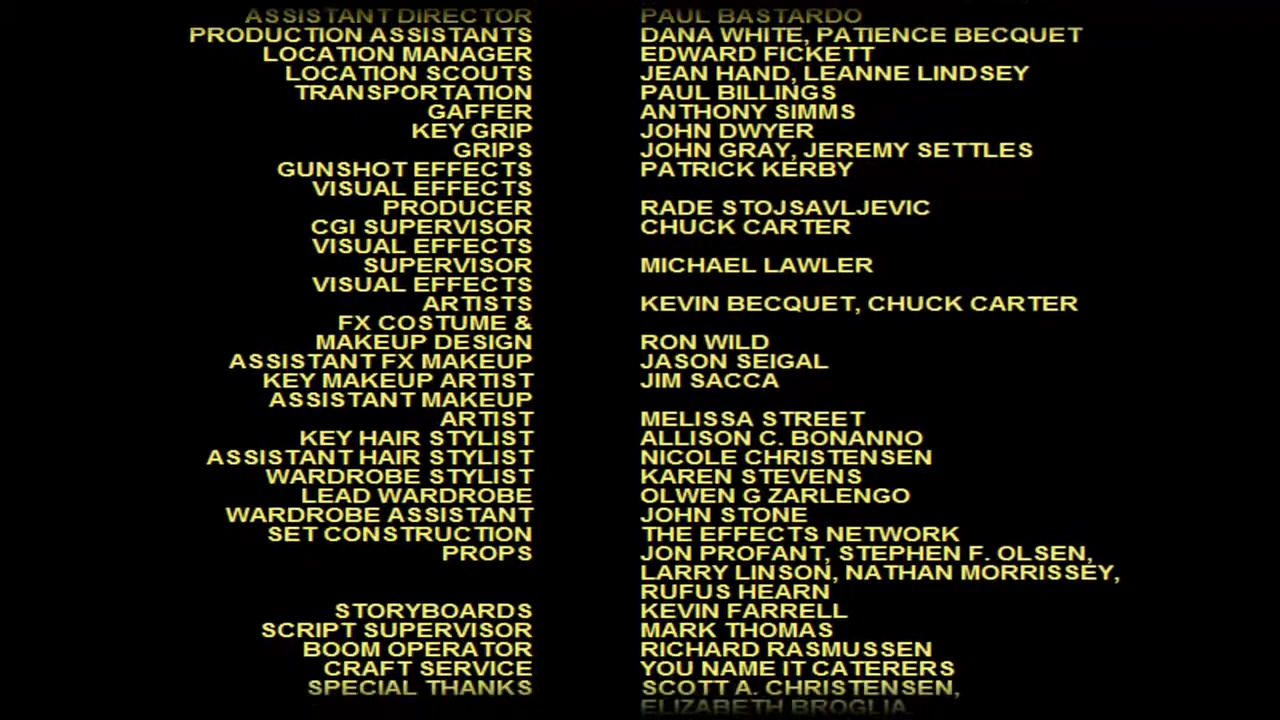 ASSISTANT DIRECTOR PAUL BASTARDO
PRODUCTION ASSISTANTS DANA WHITE, PATIENCE BECQUET
LOCATION MANAGER EDWARD FICKETT
LOCATION SCOUTS JEAN HAND, LEANNE LINDSEY
TRANSPORTATION PAUL BILLINGS
GAFFER ANTHONY SIMMS
KEY GRIP JOHN DWYER
GRIPS JOHN GRAY, JEREMY SETTLES
GUNSHOT EFFECTS PATRICK KERBY
VISUAL EFFECTS
PRODUCER RADE STOJSAVLJEVIC
CGI SUPERVISOR CHUCK CARTER
VISUAL EFFECTS
SUPERVISOR MICHAEL LAWLER
VISUAL EFFECTS
ARTISTS KEVIN BECQUET, CHUCK CARTER
FX COSTUME &
MAKEUP DESIGN RON WILD
ASSISTANT FX MAKEUP JASON SEIGAL
KEY MAKEUP ARTIST JIM SACCA
ASSISTANT MAKEUP
ARTIST MELISSA STREET
KEY HAIR STYLIST ALLISON C. BONANNO
ASSISTANT HAIR STYLIST NICOLE CHRISTENSEN
WARDROBE STYLIST KAREN STEVENS
LEAD WARDROBE OLWEN G ZARLENGO
WARDROBE ASSISTANT JOHN STONE
SET CONSTRUCTION THE EFFECTS NETWORK
PROPS JON PROFANT, STEPHEN F. OLSEN,
LARRY LINSON, NATHAN MORRISSEY,
RUFUS HEARN
STORYBOARDS KEVIN FARRELL
SCRIPT SUPERVISOR MARK THOMAS
BOOM OPERATOR RICHARD RASMUSSEN
CRAFT SERVICE YOU NAME IT CATERERS
SPECIAL THANKS SCOTT A. CHRISTENSEN,
ELIZABETH BROGLIA,